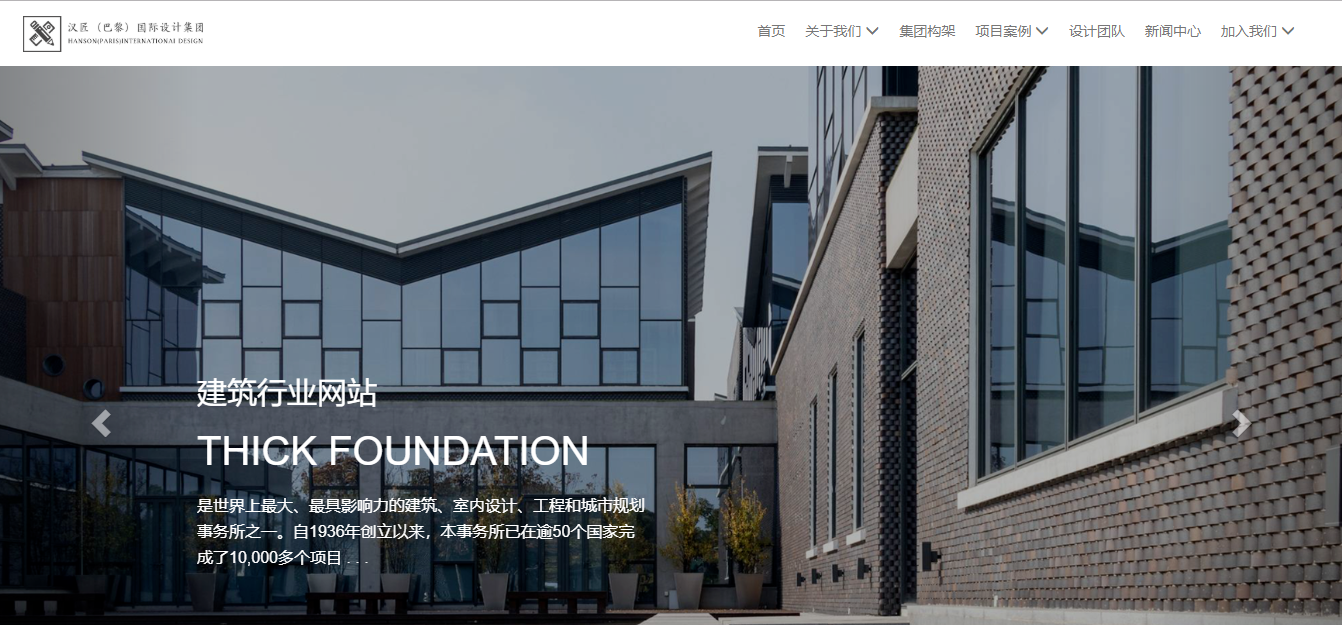 汉匠（巴黎）国际设计集团
HANSON(PARIS)INTERNATIONAL DESIGN
首页 关于我们 集团构架 项目案例 设计团队 新闻中心 加入我们
建筑行业网站
THICK FOUNDATION
是世界上最大、最具影响力的建筑、室内设计、工程和城市规划
事务所之一。自1936年创立以来，本事务所已在逾50个国家完
成了10,000多个项目 . . .